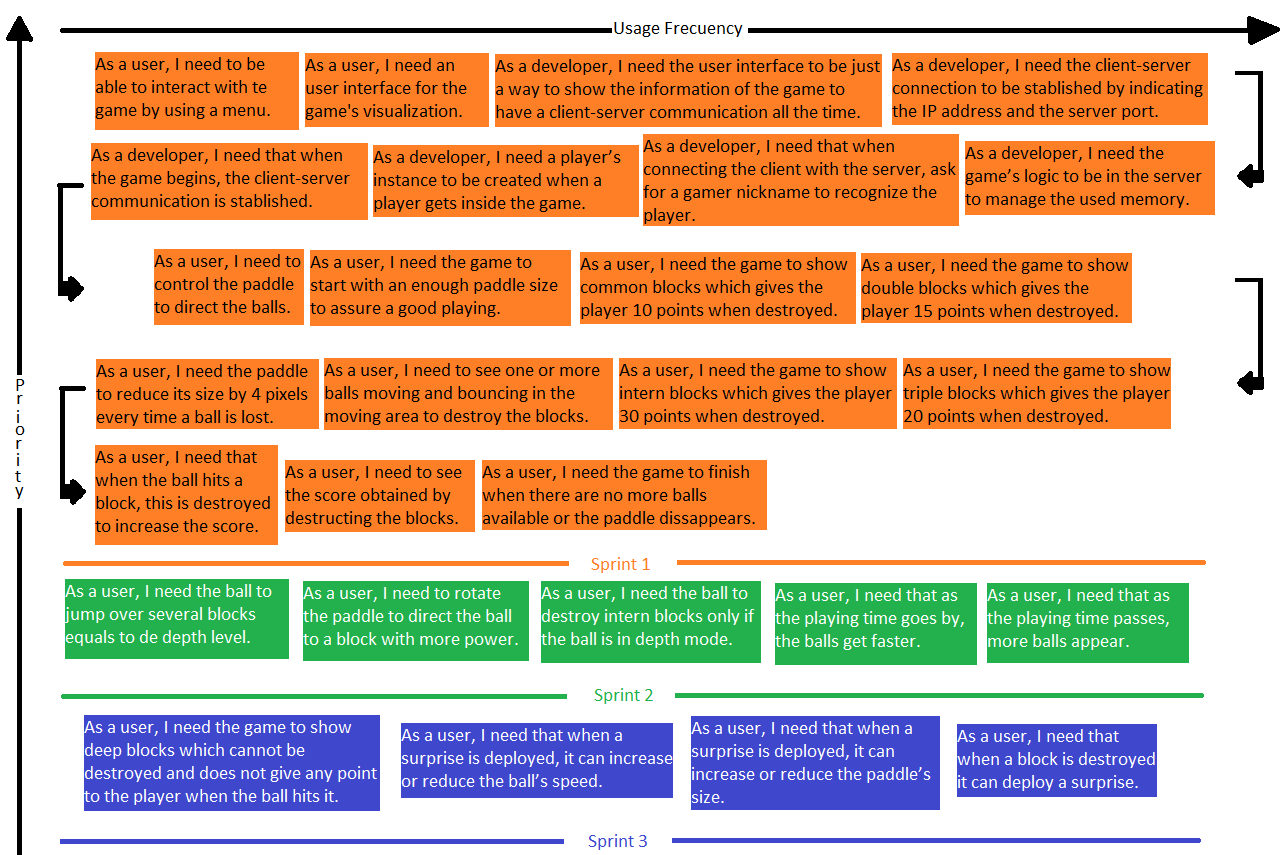 Usage Frecuency
As a user, I need to be
able to interact with te
game by using a menu.
As a user, I need an
user interface for the
game's visualization.
As a developer, I need the user interface to be just
a way to show the information of the game to
have a client-server communication all the time.
As a developer, I need the client-server
connection to be stablished by indicating
the IP address and the server port.
As a developer, I need that when
the game begins, the client-server
communication is stablished.
As a developer, I need a player’s
instance to be created when a
player gets inside the game.
As a developer, I need that when
connecting the client with the server, ask
for a gamer nickname to recognize the
player.
As a developer, I need the
game’s logic to be in the server
to manage the used memory.
As a user, I need to
control the paddle
to direct the balls.
As a user, I need the game to
start with an enough paddle size
to assure a good playing.
As a user, I need the game to show
common blocks which gives the
player 10 points when destroyed.
As a user, I need the game to show
double blocks which gives the
player 15 points when destroyed.
Priority
As a user, I need the paddle
to reduce its size by 4 pixels
every time a ball is lost.
As a user, I need to see one or more
balls moving and bouncing in the
moving area to destroy the blocks.
As a user, I need the game to show
intern blocks which gives the player
30 points when destroyed.
As a user, I need the game to show
triple blocks which gives the player
20 points when destroyed.
As a user, I need that
when the ball hits a
block, this is destroyed
to increase the score.
As a user, I need to see
the score obtained by
destructing the blocks.
As a user, I need the game to finish
when there are no more balls
available or the paddle dissappears.
Sprint 1
As a user, I need the ball to
jump over several blocks
equals to de depth level.
As a user, I need to rotate
the paddle to direct the ball
to a block with more power.
As a user, I need the ball to
destroy intern blocks only if
the ball is in depth mode.
As a user, I need that as
the playing time goes by,
the balls get faster.
As a user, I need that as
the playing time passes,
more balls appear.
Sprint 2
As a user, I need the game to show
deep blocks which cannot be
destroyed and does not give any point
to the player when the ball hits it.
As a user, I need that when a
surprise is deployed, it can increase
or reduce the ball’s speed.
As a user, I need that when a
surprise is deployed, it can
increase or reduce the paddle’s
size.
As a user, I need that
when a block is destroyed
it can deploy a surprise.
Sprint 3